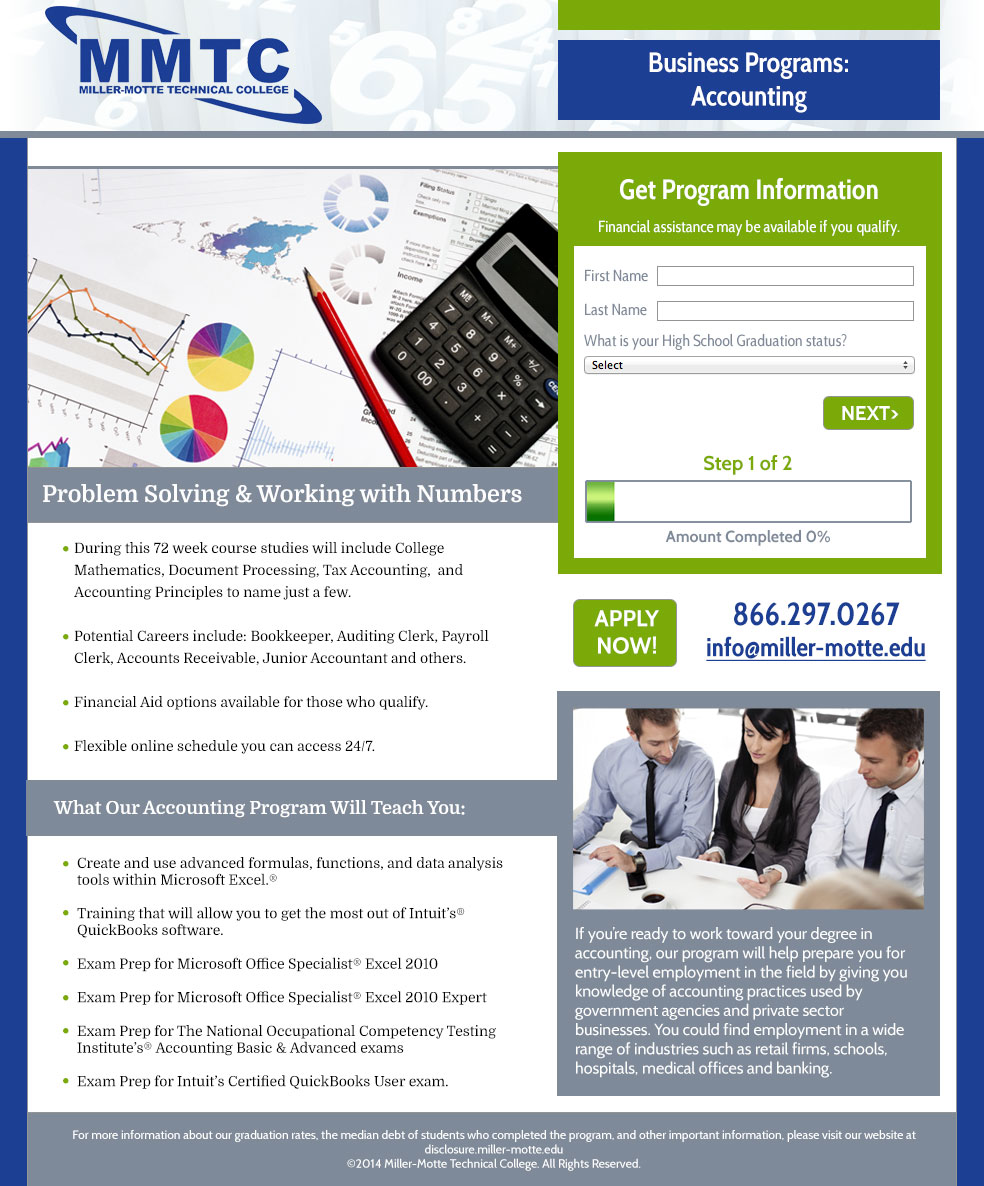 MMTC
MILLER-MOTTE TECHNICAL COLLEGE
Business Programs:
Accounting
Filing Status
Exemptions
Income
Get Program Information
Financial assistance may be available if you qualify.
First Name
Last Name
What is your High School Graduation status?
Select
NEXT>
Step 1 of 2
Amount Completed 0%
APPLY
NOW!
866.297.0267
info@miller-motte.edu
Problem Solving & Working with Numbers
• During this 72 week course studies will include College
Mathematics, Document Processing, Tax Accounting, and
Accounting Principles to name just a few.
• Potential Careers include: Bookkeeper, Auditing Clerk, Payroll
Clerk, Accounts Receivable, Junior Accountant and others.
• Financial Aid options available for those who qualify.
• Flexible online schedule you can access 24/7.
What Our Accounting Program Will Teach You:
• Create and use advanced formulas, functions, and data analysis
tools within Microsoft Excel.®
• Training that will allow you to get the most out of Intuit's®
QuickBooks software.
• Exam Prep for Microsoft Office Specialist® Excel 2010
• Exam Prep for Microsoft Office Specialist® Excel 2010 Expert
• Exam Prep for The National Occupational Competency Testing
Institute's® Accounting Basic & Advanced exams
• Exam Prep for Intuit's Certified QuickBooks User exam.
If you're ready to work toward your degree in
accounting, our program will help prepare you for
entry-level employment in the field by giving you
knowledge of accounting practices used by
government agencies and private sector
businesses. You could find employment in a wide
range of industries such as retail firms, schools,
hospitals, medical offices and banking.
For more information about our graduation rates, the median debt of students who completed the program, and other important information, please visit our website at
disclosure.miller-motte.edu
©2014 Miller-Motte Technical College. All Rights Reserved.